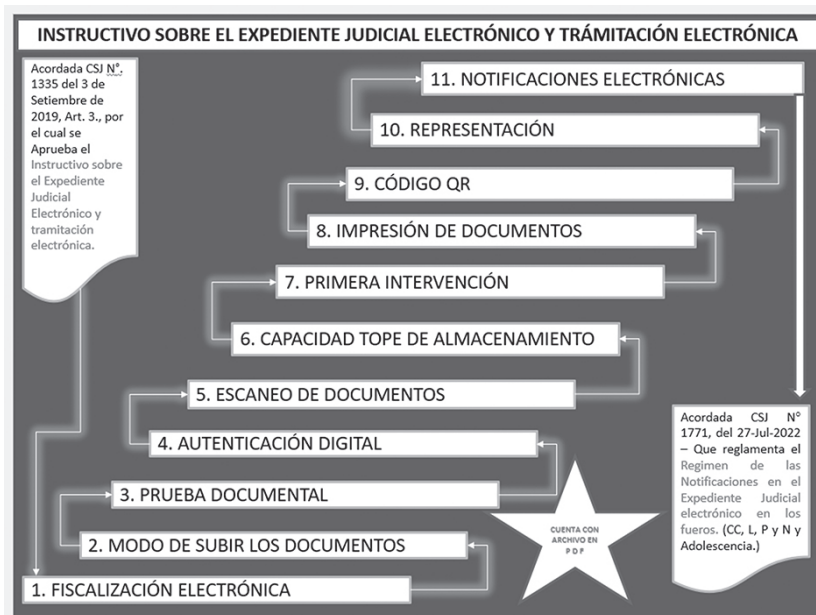 INSTRUCTIVO SOBRE EL EXPEDIENTE JUDICIAL ELECTRÓNICO Y TRÁMITACIÓN ELECTRÓNICA
Acordada CSJ N°.
1335 del 3 de
Setiembre de
2019, Art. 3., por
el cual se
Aprueba el
Instructivo sobre
el Expediente
Judicial
Electrónico y
tramitación
electrónica.
11. NOTIFICACIONES ELECTRÓNICAS
10. REPRESENTACIÓN
9. CÓDIGO QR
8. IMPRESIÓN DE DOCUMENTOS
7. PRIMERA INTERVENCIÓN
6. CAPACIDAD TOPE DE ALMACENAMIENTO
5. ESCANEO DE DOCUMENTOS
4. AUTENTICACIÓN DIGITAL
3. PRUEBA DOCUMENTAL
2. MODO DE SUBIR LOS DOCUMENTOS
1. FISCALIZACIÓN ELECTRÓNICA
CUENTA CON
ARCHIVO EN
P D F
Acordada CSJ N°
1771, del 27-Jul-2022
– Que reglamenta el
Regimen de las
Notificaciones en el
Expediente Judicial
electrónico en los
fueros. (CC, L, P y N y
Adolescencia.)